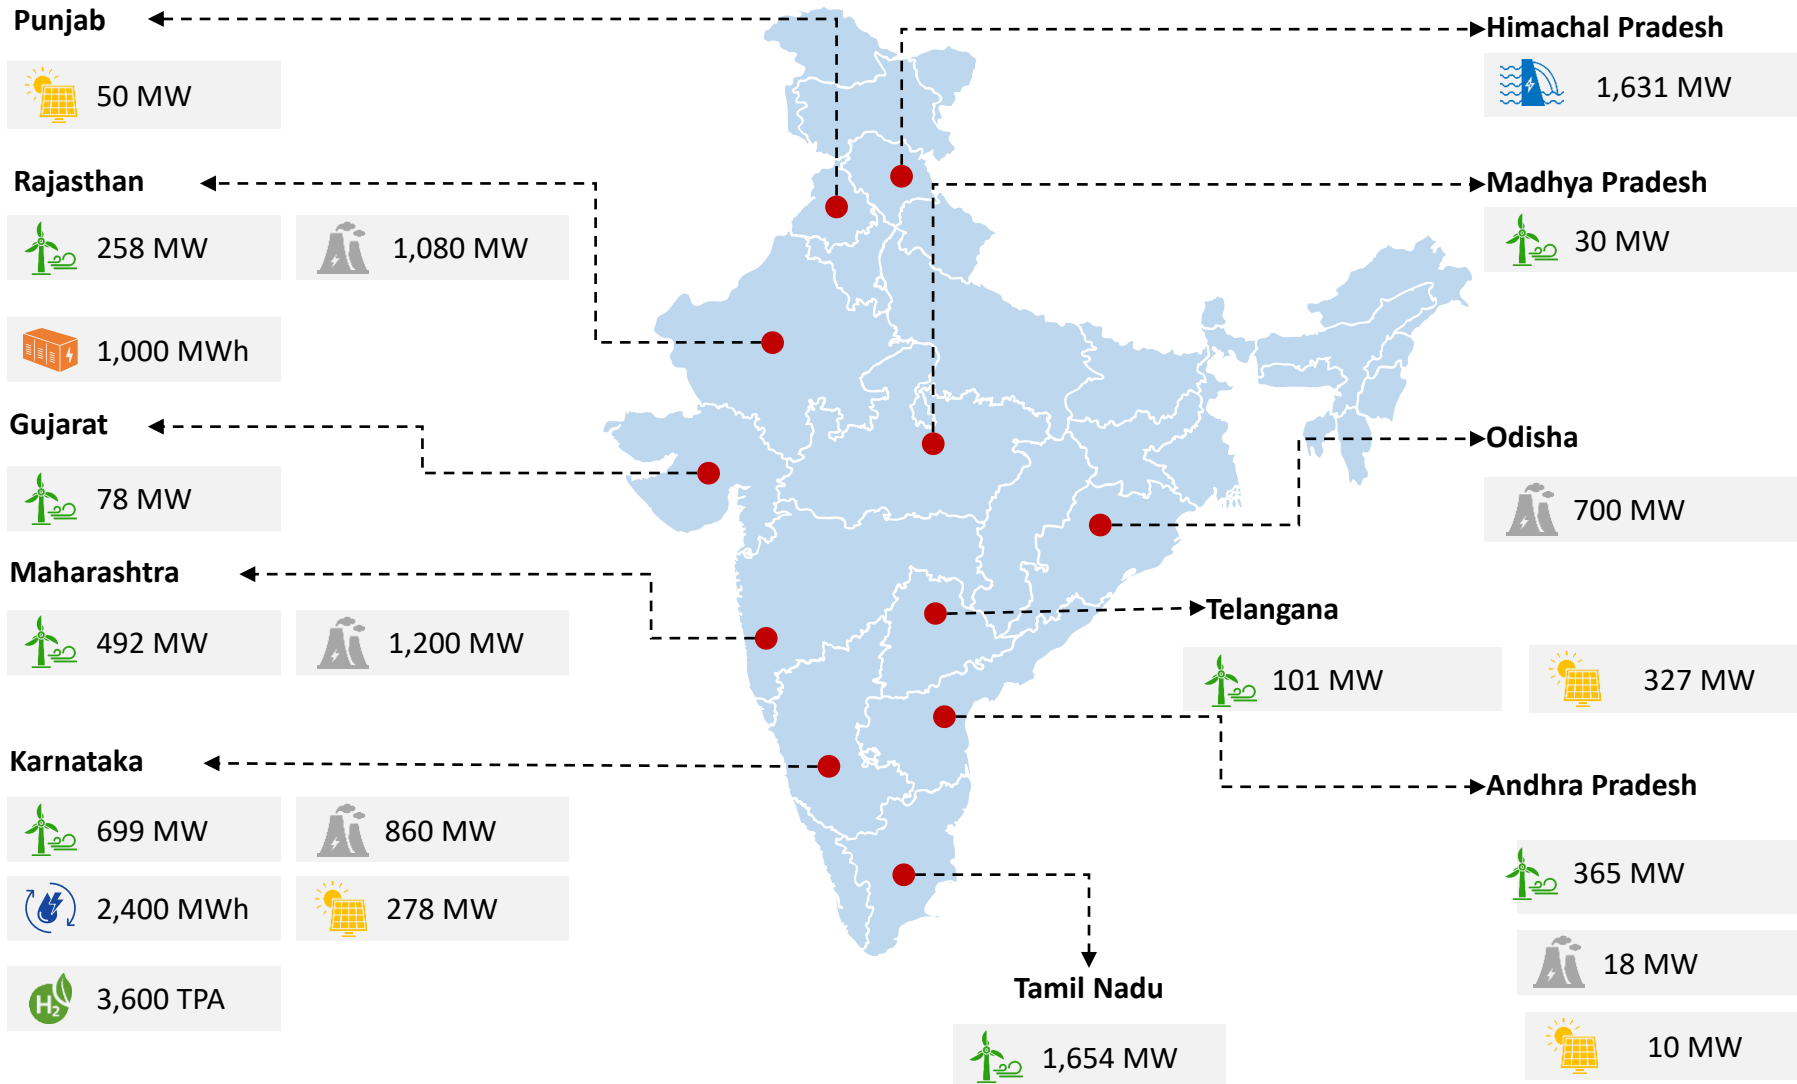 Punjab
50 MW
Rajasthan
258 MW
1,080 MW
1,000 MWh
Gujarat
78 MW
Maharashtra
492 MW
1,200 MW
Karnataka
699 MW
860 MW
2,400 MWh
278 MW
H2
3,600 TPA
Himachal Pradesh
1,631 MW
Madhya Pradesh
30 MW
Odisha
700 MW
Telangana
101 MW
327 MW
Andhra Pradesh
365 MW
18 MW
10 MW
Tamil Nadu
1,654 MW